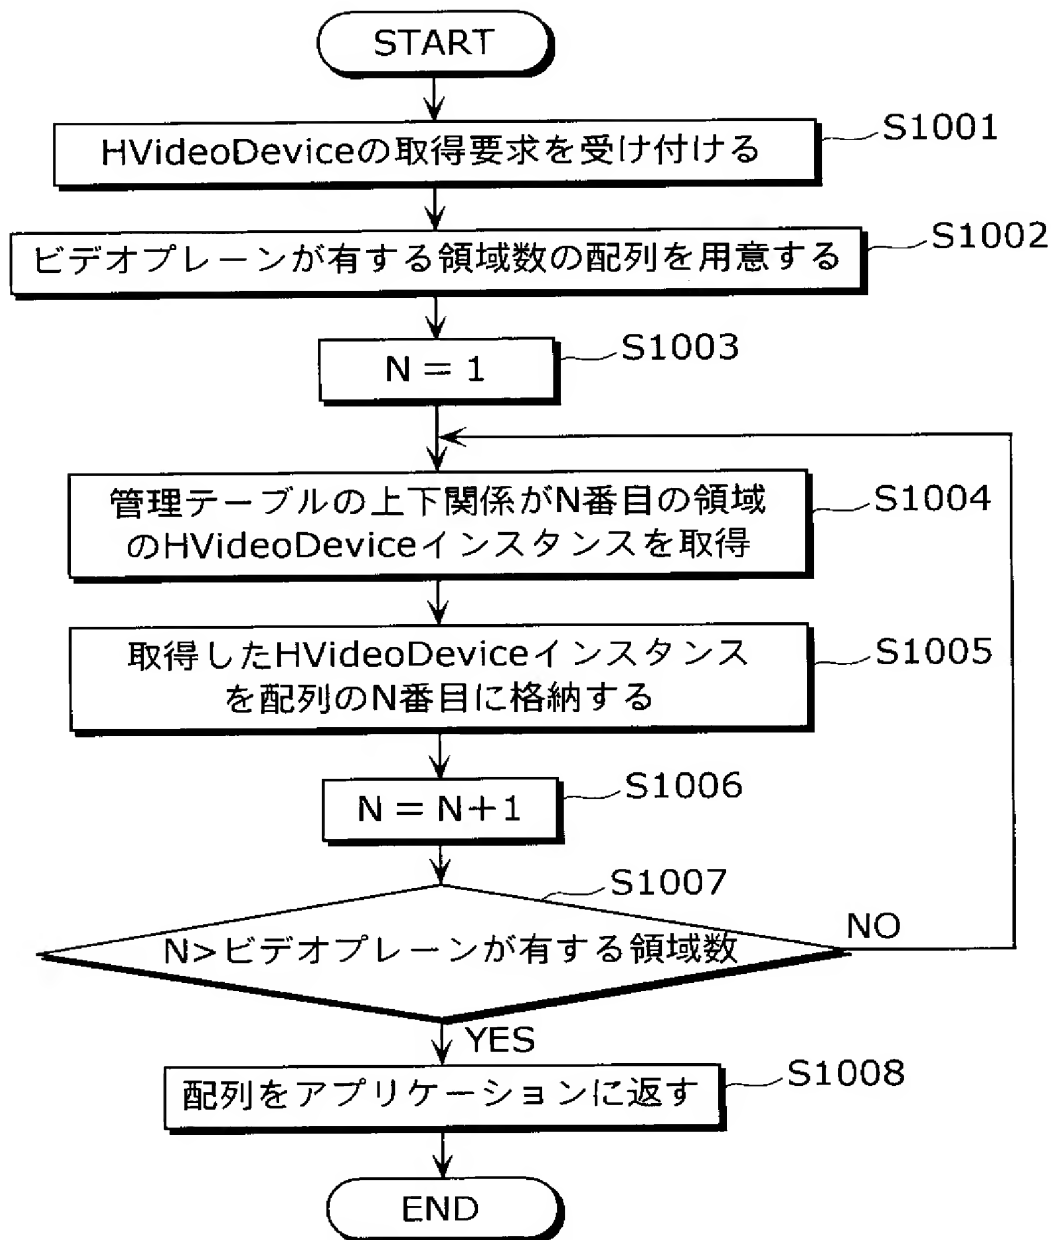 START
HVideoDeviceの取得要求を受け付ける
S1001
ビデオプレーンが有する領域数の配列を用意する
S1002
N = 1
S1003
管理テーブルの上下関係がN番目の領域
のHVideoDeviceインスタンスを取得
S1004
取得したHVideoDeviceインスタンス
を配列のN番目に格納する
S1005
N = N+1
S1006
S1007
N>ビデオプレーンが有する領域数
NO
YES
配列をアプリケーションに返す
S1008
END